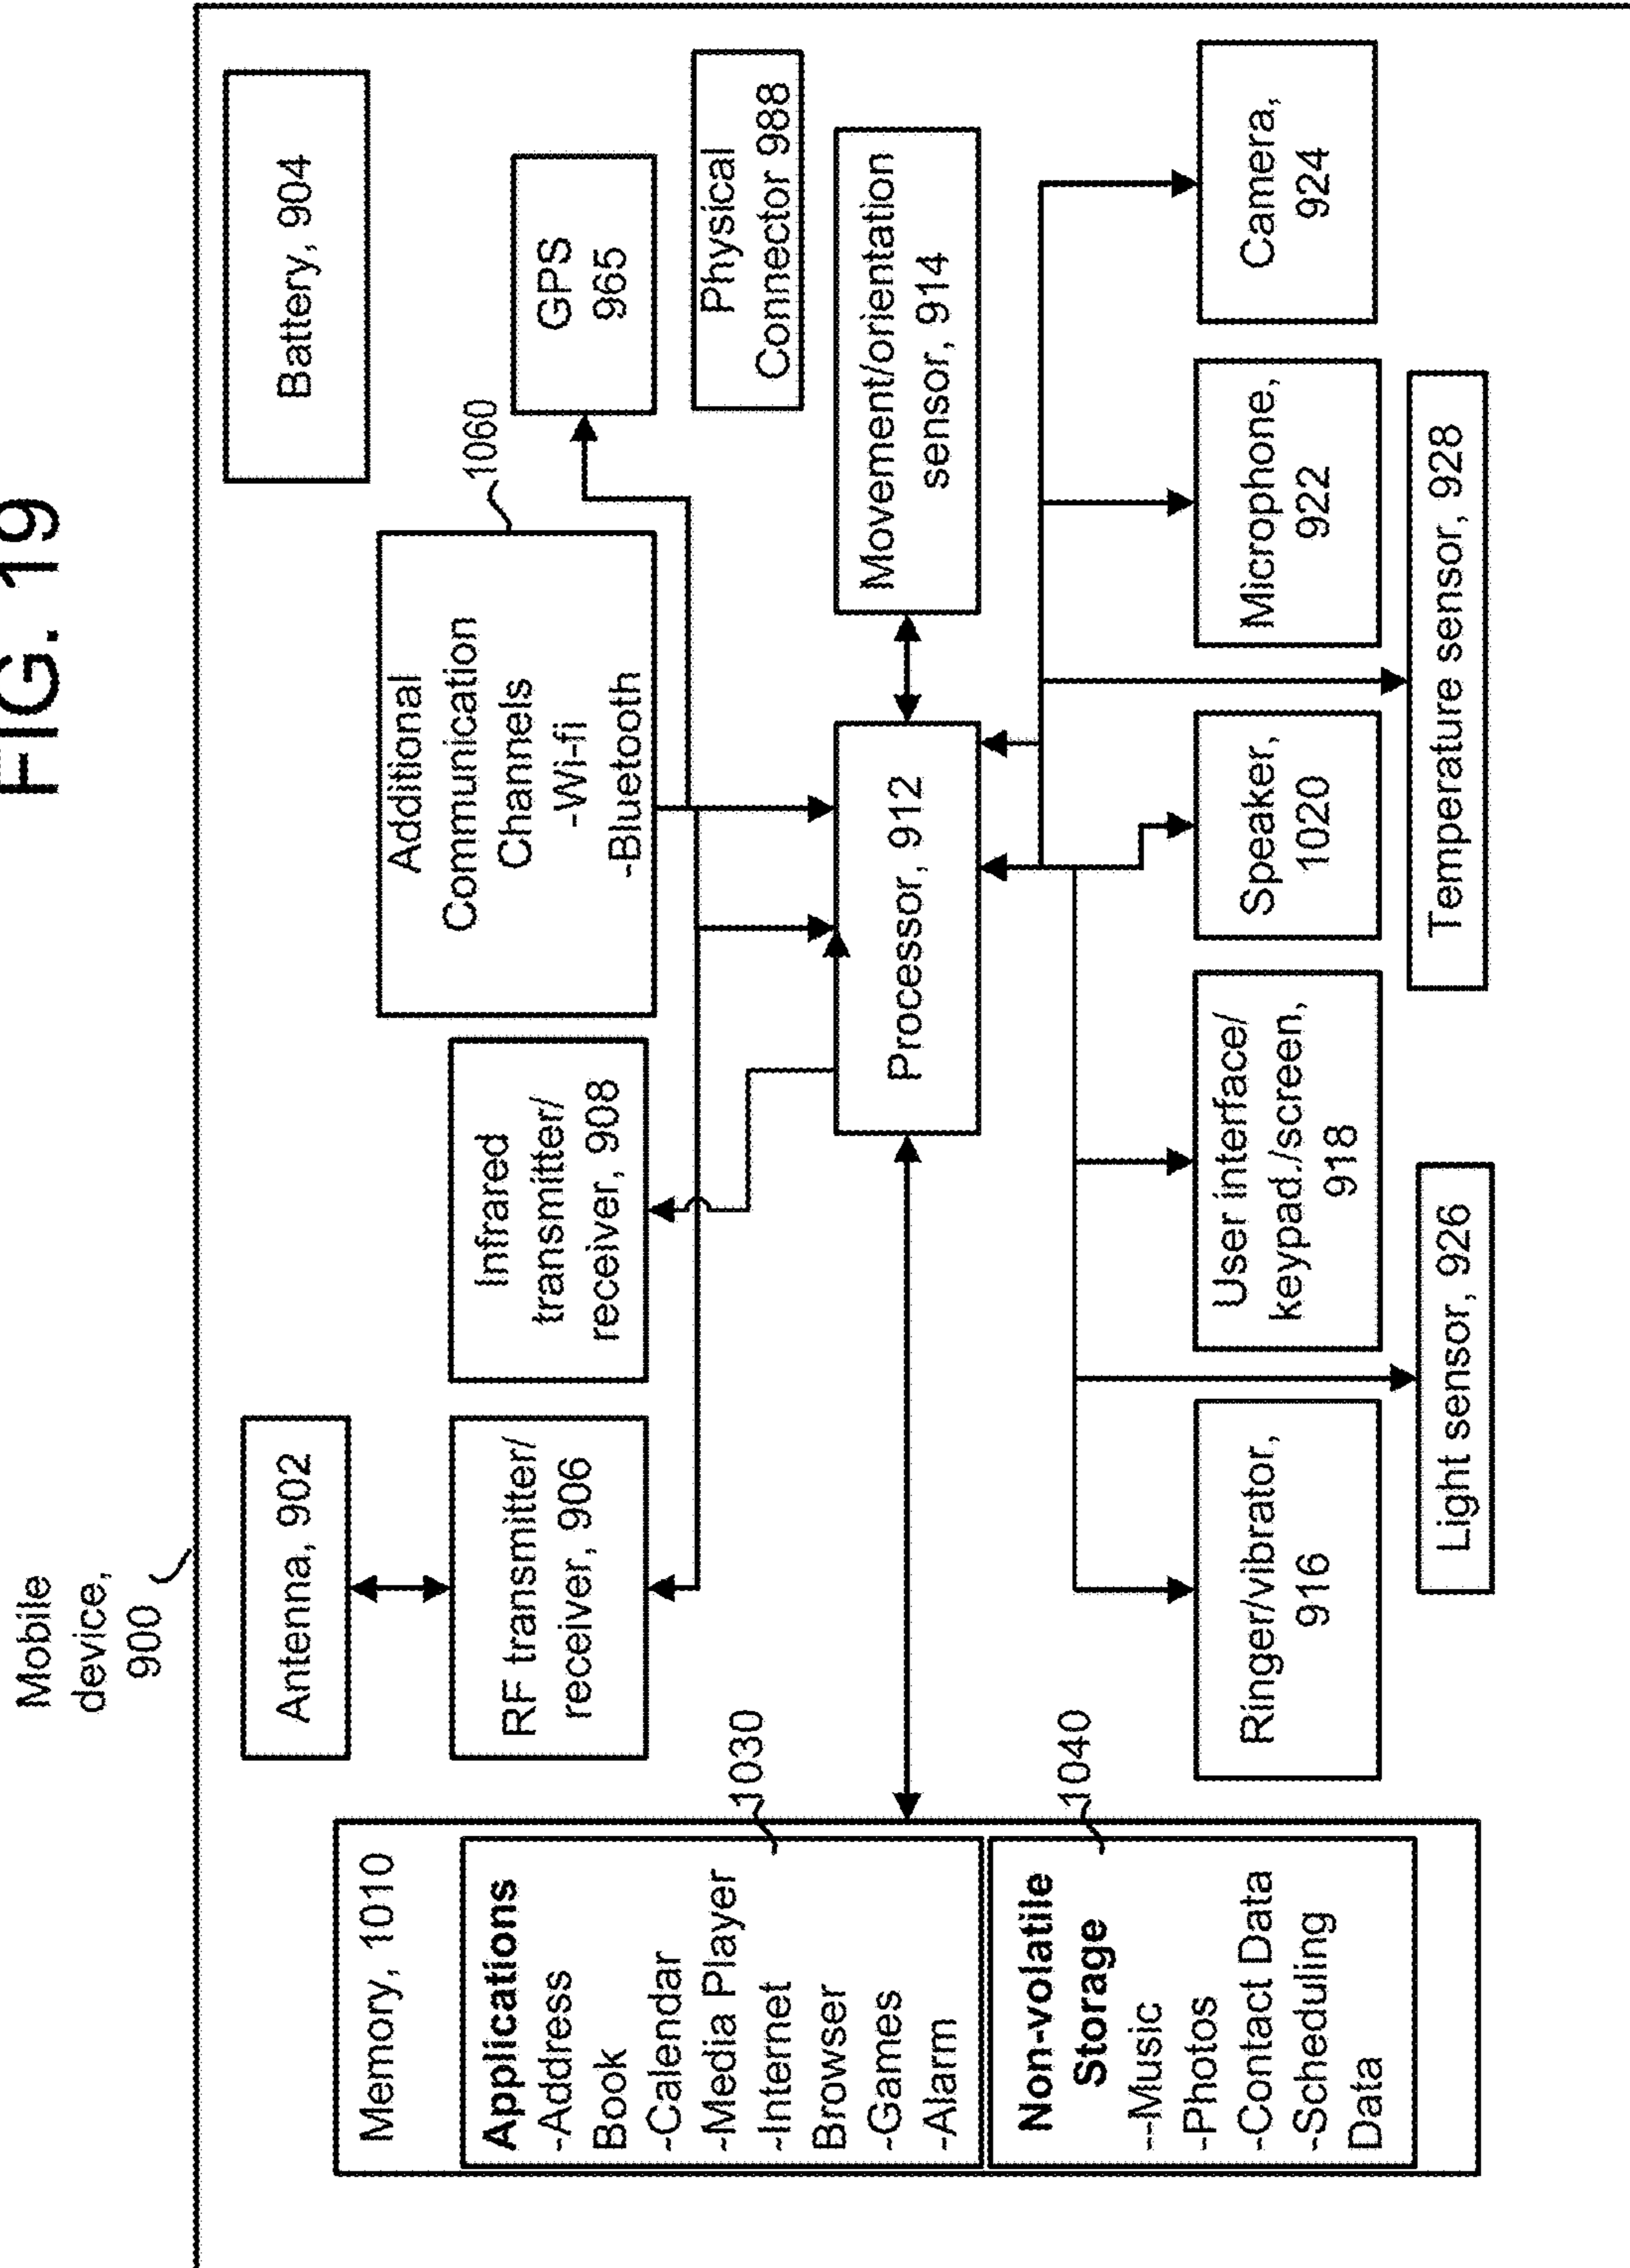 FIG. 19
Mobile
device,
900
Antenna, 902
Battery, 904
Memory, 1010
Applications
-Address
Book
-Calendar
-Media Player
-Internet
Browser
-Games
-Alarm
1030
Non-volatile
Storage
--Music
-Photos
-Contact Data
-Scheduling
Data
1040
RF transmitter/
receiver, 906
Infrared
transmitter/
receiver, 908
Additional
Communication
Channels
-Wi-fi
-Bluetooth
1060
GPS
965
Physical
Connector 988
Processor, 912
Movement/orientation
sensor, 914
Ringer/vibrator,
916
User interface/
keypad./screen,
918
Speaker,
1020
Microphone,
922
Camera,
924
Light sensor, 926
Temperature sensor, 928